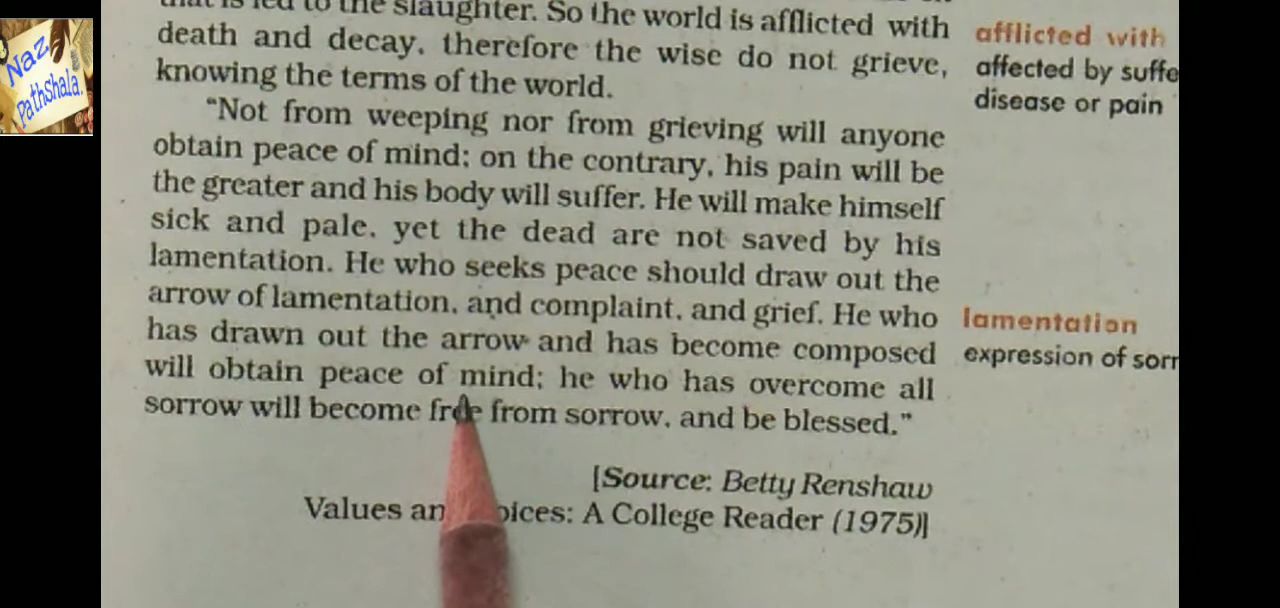 Naz
PathShala.
that is led to the slaughter. So the world is afflicted with
death and decay, therefore the wise do not grieve,
knowing the terms of the world.
“Not from weeping nor from grieving will anyone
obtain peace of mind; on the contrary, his pain will be
the greater and his body will suffer. He will make himself
sick and pale, yet the dead are not saved by his
lamentation. He who seeks peace should draw out the
arrow of lamentation, and complaint, and grief. He who
has drawn out the arrow and has become composed
will obtain peace of mind; he who has overcome all
sorrow will become free from sorrow, and be blessed.”
[Source: Betty Renshaw
Values an oices: A College Reader (1975)]
afflicted with
affected by suffe
disease or pain
lamentation
expression of sorr